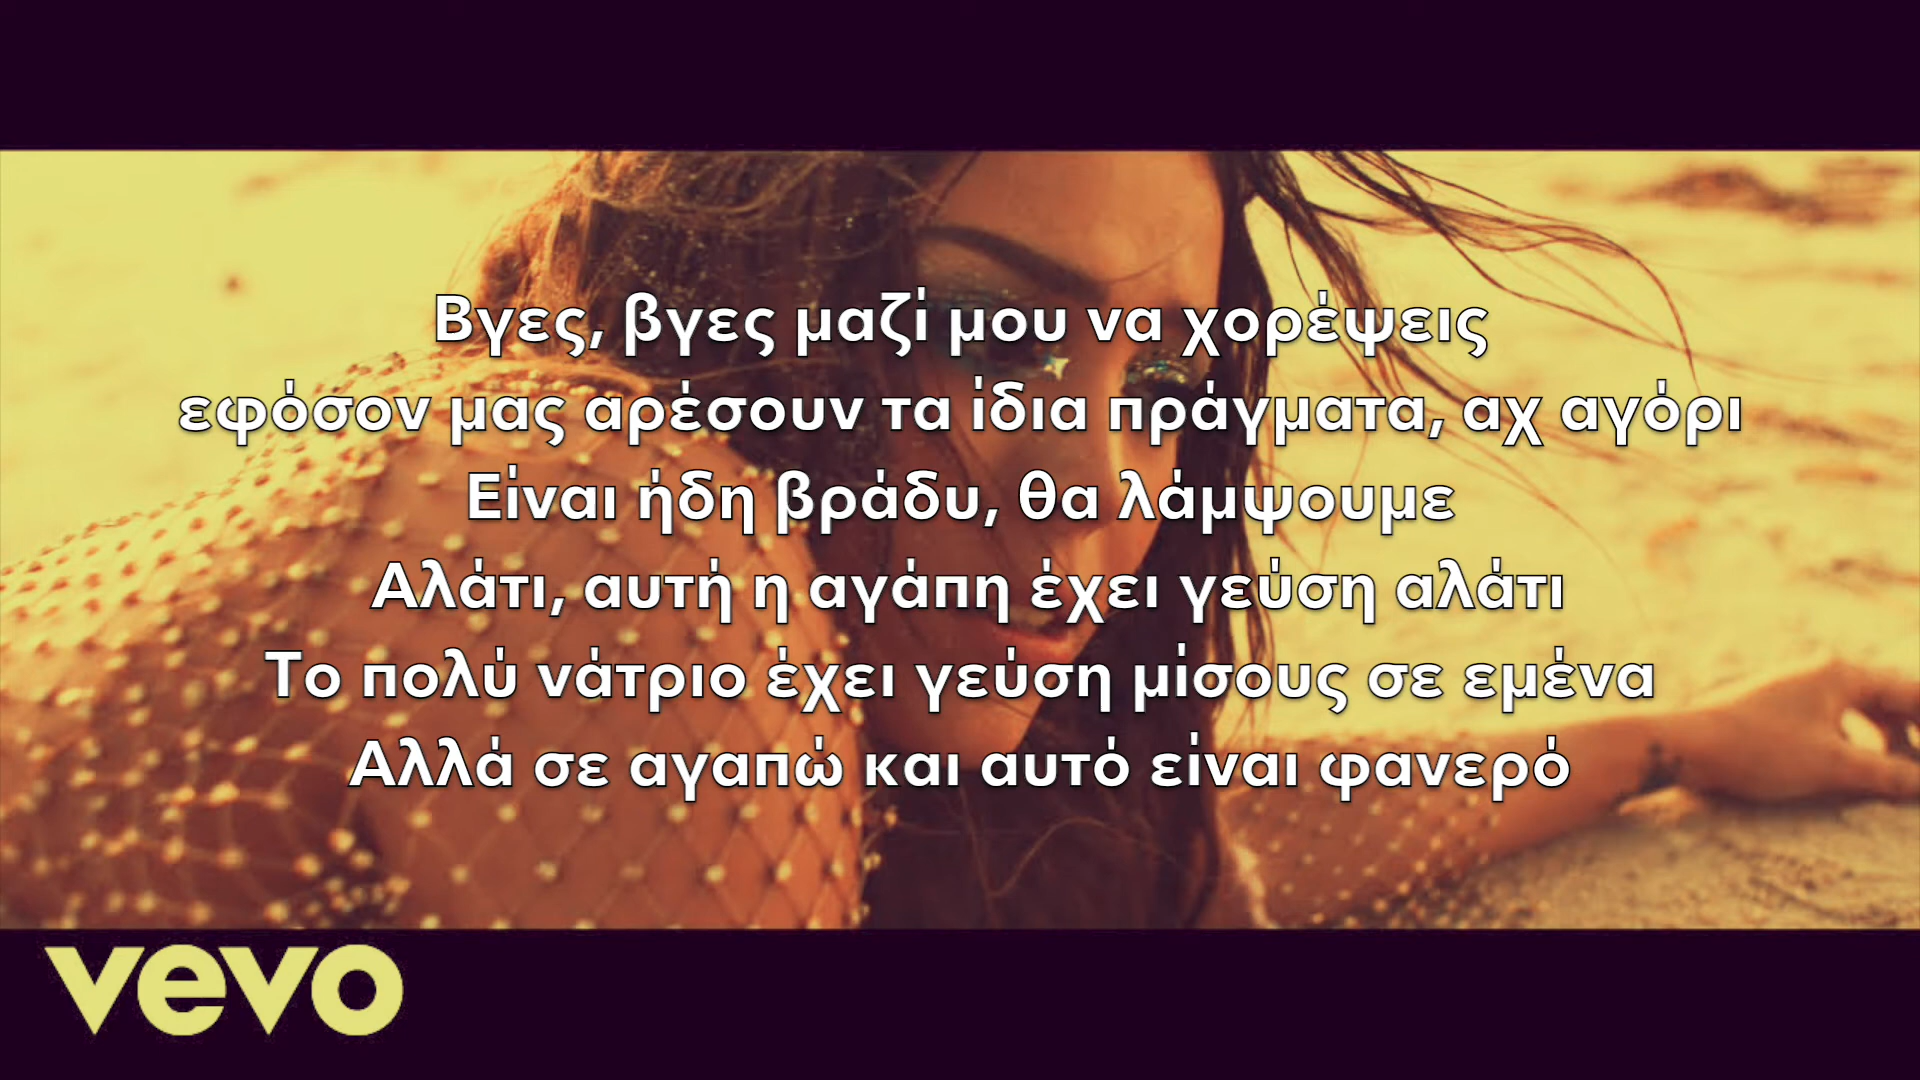 Βγες, βγες μαζί μου να χορέψεις
εφόσον μας αρέσουν τα ίδια πράγματα, αχ αγόρι
Είναι ήδη βράδυ, θα λάμψουμε
Αλάτι, αυτή η αγάπη έχει γεύση αλάτι
Το πολύ νάτριο έχει γεύση μίσους σε εμένα
Αλλά σε αγαπώ και αυτό είναι φανερό
vevo